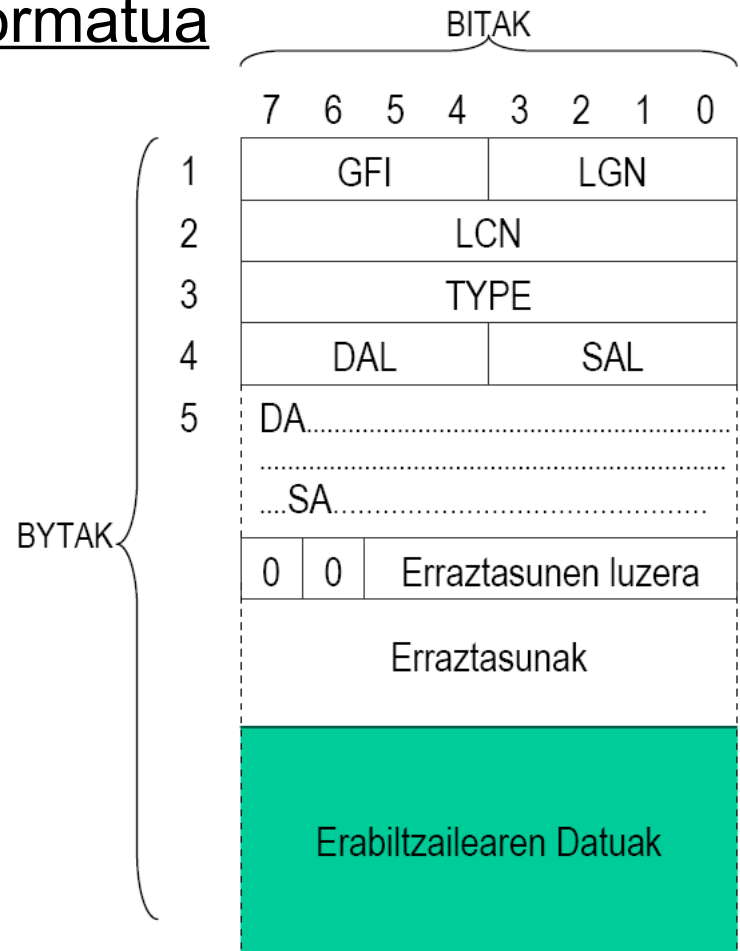 ormatua
BITAK
7 6 5 4 3 2 1 0
1 GFI LGN
2 LCN
3 TYPE
4 DAL SAL
5 DA..........................................................................
..................................................................................
....SA..........................................
BYTAK
0 0 Erraztasunen luzera
Erraztasunak
Erabiltzailearen Datuak